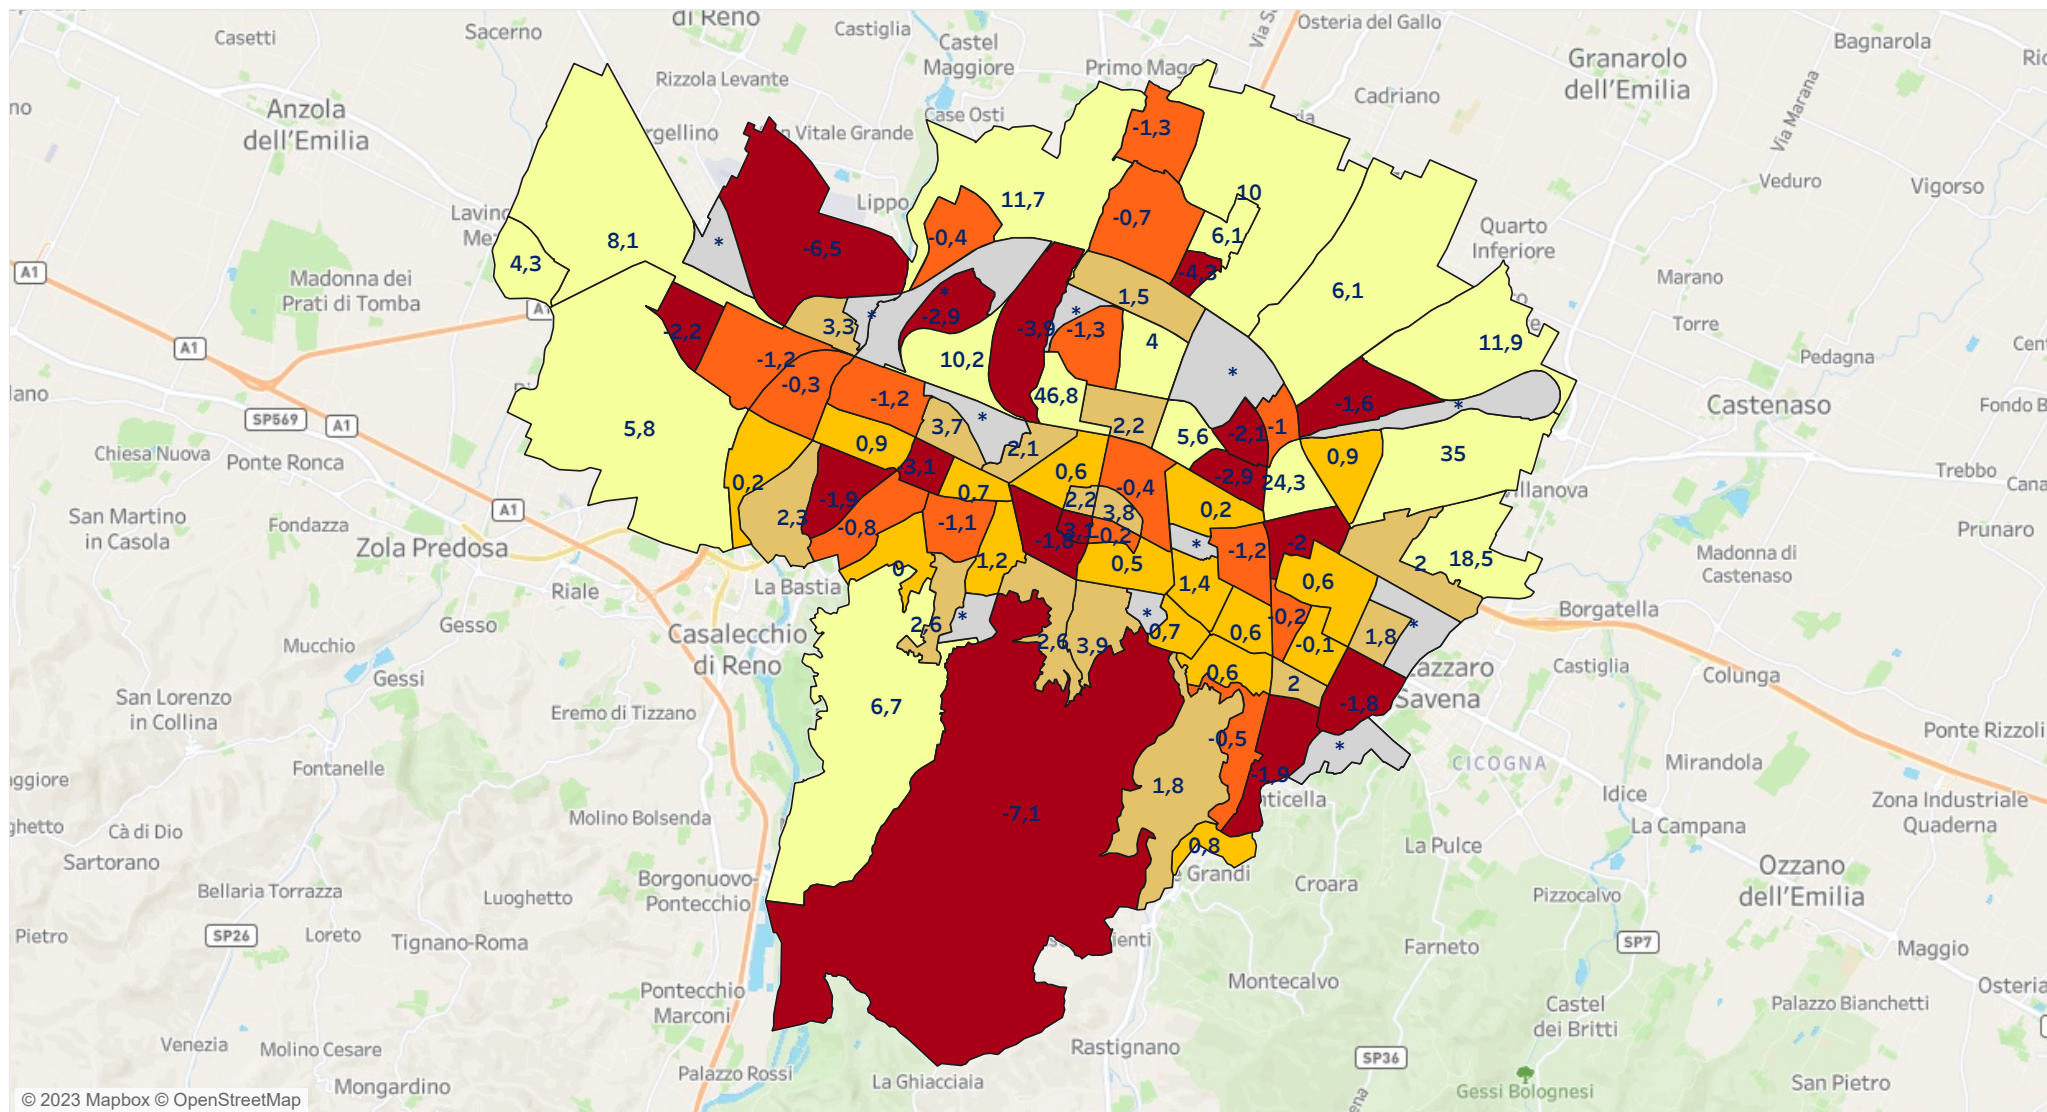 di Reno
Osteria del Gallo
Casetti
Sacerno
Castiglia
Castel
Maggiore
Bagnarola
Granarolo
dell'Emilia
Primo Maggio
Rizzola Levante
Cadriano
Via Marana
Anzola
dell'Emilia
rgellino
n Vitale Grande
Case Osti
-1,3
Veduro
Vigorso
Lavino
Lippo
11,7
10
-0,7
Quarto
Inferiore
8,1
*
-6,5
-0,4
6,1
4,3
A1
Madonna dei
Prati di Tomba
-4,3
Marano
6,1
1,5
*
-2,9
*
*
3,3
-2,2
-3,9
-1,3
4
11,9
Torre
A1
Pedagna
-1,2
-0,3
10,2
*
-1,2
46,8
-1,6
*
Castenaso
Fondo B
SP569
A1
5,8
3,7
*
2,2
-2,1
-1
Chiesa Nuova
Ponte Ronca
0,9
2,1
5,6
0,9
35
-3,1
0,6
-2,9
24,3
Trebbo
Cana
illanova
0,2
0,7
-0,4
A1
-1,9
2,2
3,8
0,2
San Martino
in Casola
Fondazza
2,3
-0,8
-1,1
-1,8
-3,1
-0,2
*
-1,2
-2
Prunaro
Zola Predosa
Madonna di
Castenaso
0
1,2
0,5
1,4
0,6
2
18,5
Riale
La Bastia
Borgatella
Gesso
Casalecchio
di Reno
2,6
*
*
0,7
0,6
-0,2
-0,1
1,8
*
Mucchio
2,6
3,9
Castiglia
Colunga
Gessi
0,6
2
azzaro
Savena
San Lorenzo
in Collina
Eremo di Tizzano
6,7
-1,8
-0,5
*
Ponte Rizzoli
CICOGNA
Mirandola
aggiore
Fontanelle
-1,9
1,8
nticella
Idice
Zona Industriale
Quaderna
ghetto
Cà di Dio
Molino Bolsenda
-7,1
La Campana
Sartorano
0,8
La Pulce
Ozzano
dell'Emilia
Bellaria Torrazza
Luoghetto
Borgonuovo-
Pontecchio
e Grandi
Croara
Pizzocalvo
Pietro
SP26
Loreto
Tignano-Roma
ienti
Farneto
SP7
Maggio
Pontecchio
Marconi
Montecalvo
Osteria
Castel
dei Britti
Palazzo Bianchetti
Venezia
Molino Cesare
Rastignano
SP36
Mongardino
Palazzo Rossi
La Ghiacciaia
Gessi Bolognesi
San Pietro
© 2023 Mapbox © OpenStreetMap